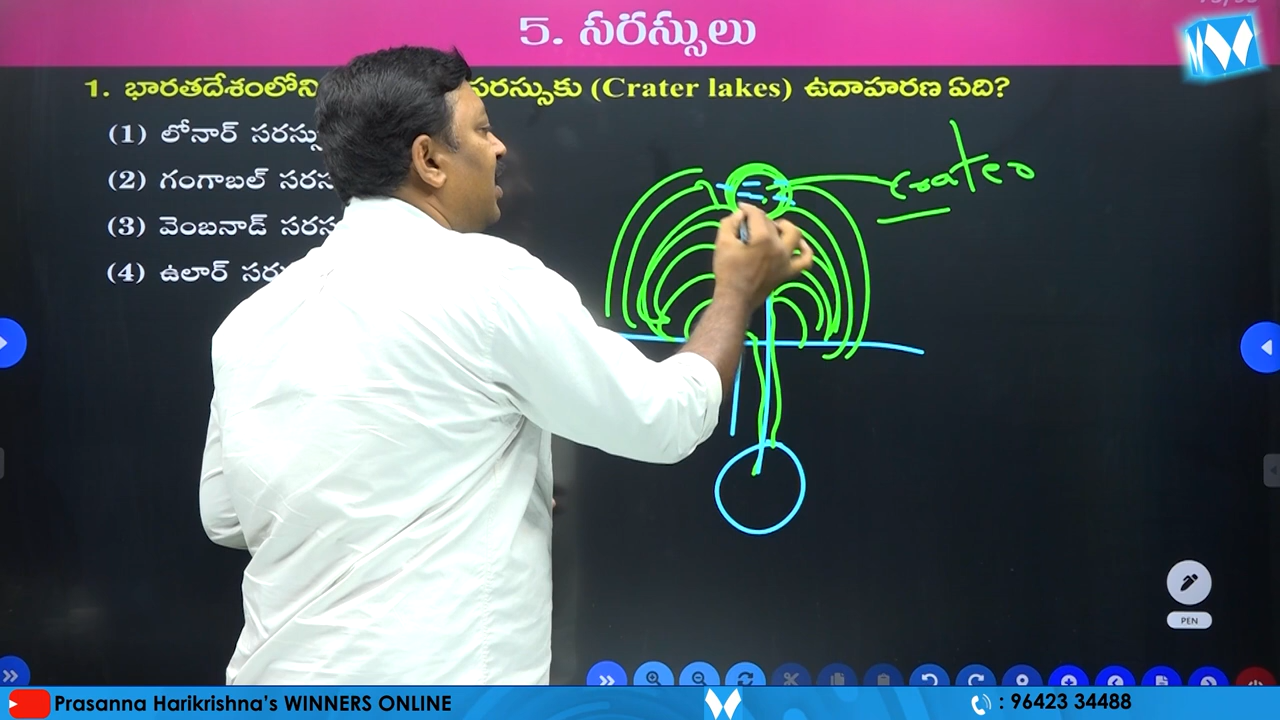 5. సరస్సులు
1. భారతదేశంలోని సరస్సుకు (Crater lakes) ఉదాహరణ ఏది?
(1) లోనార్ సరస్సు
(2) గంగాబల్ సరస
(3) వెంబనాడ్ సరస
(4) ఉలార్ సర
Crater
PEN
Prasanna Harikrishna's WINNERS ONLINE
: 96423 34488